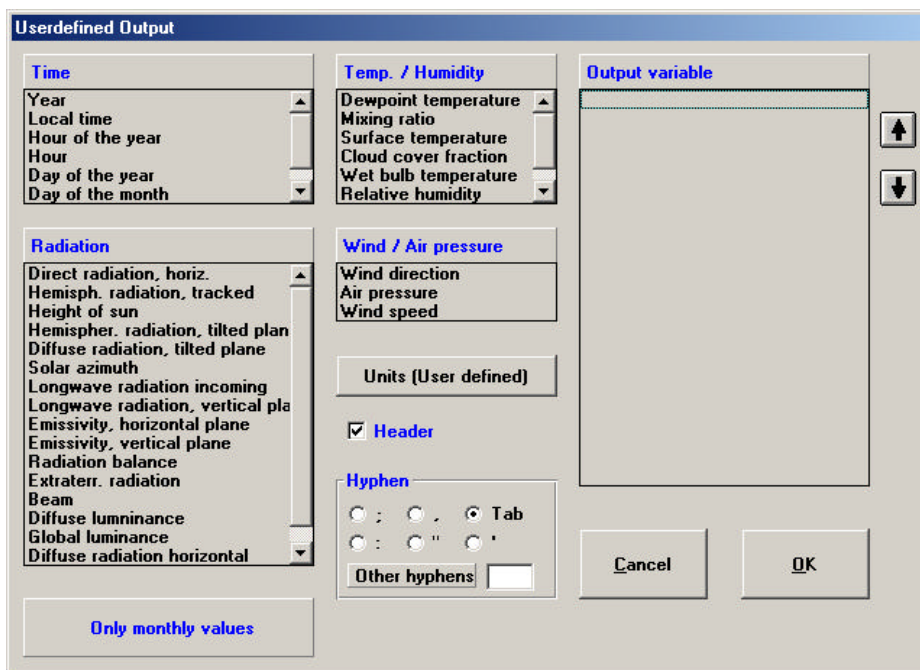 Userdefined Output
Time
Year
Local time
Hour of the year
Hour
Day of the year
Day of the month
Temp. / Humidity
Dewpoint temperature
Mixing ratio
Surface temperature
Cloud cover fraction
Wet bulb temperature
Relative humidity
Output variable
Radiation
Direct radiation, horiz.
Hemisph. radiation, tracked
Height of sun
Hemispher. radiation, tilted plan
Diffuse radiation, tilted plane
Solar azimuth
Longwave radiation incoming
Longwave radiation, vertical pla
Emissivity, horizontal plane
Emissivity, vertical plane
Radiation balance
Extraterr. radiation
Beam
Diffuse lumninance
Global luminance
Diffuse radiation horizontal
Wind / Air pressure
Wind direction
Air pressure
Wind speed
Units (User defined)
Header
Hyphen
; , Tab
: " '
Other hyphens
Cancel
OK
Only monthly values